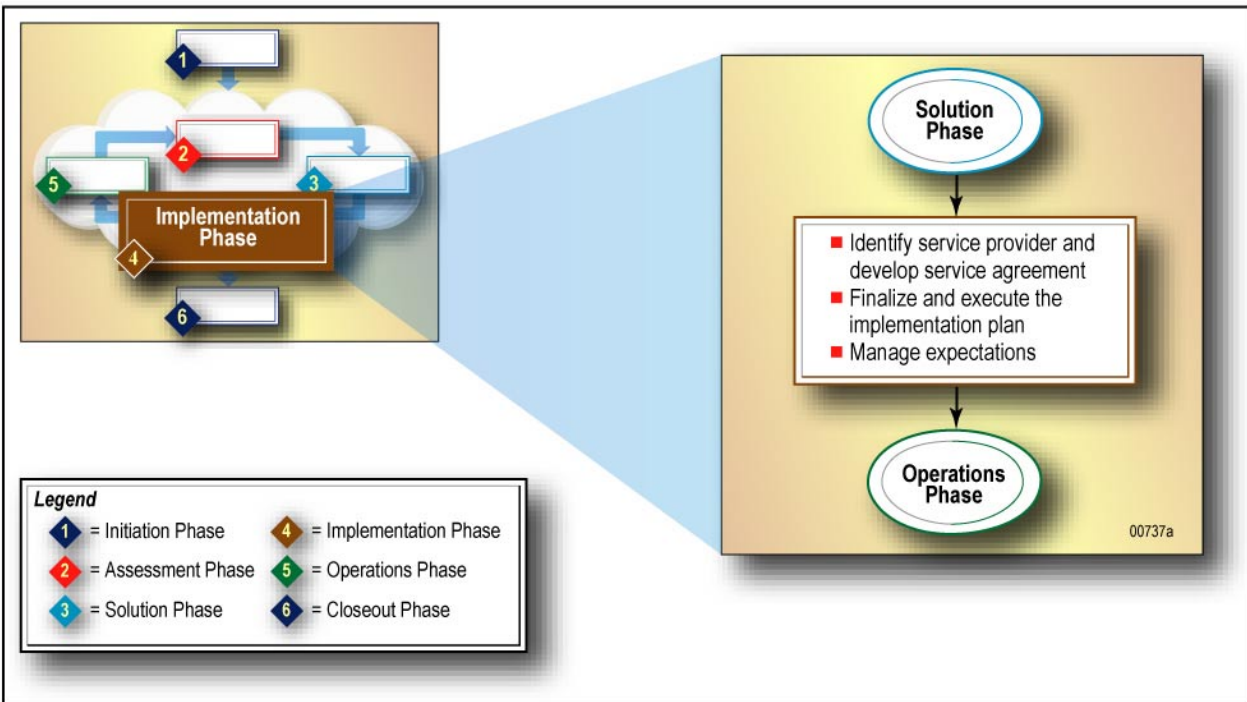 1
2
5
3
Implementation
Phase
4
6
Solution
Phase
■ Identify service provider and
develop service agreement
■ Finalize and execute the
implementation plan
■ Manage expectations
Operations
Phase
00737a
Legend
1 = Initiation Phase
2 = Assessment Phase
3 = Solution Phase
4 = Implementation Phase
5 = Operations Phase
6 = Closeout Phase